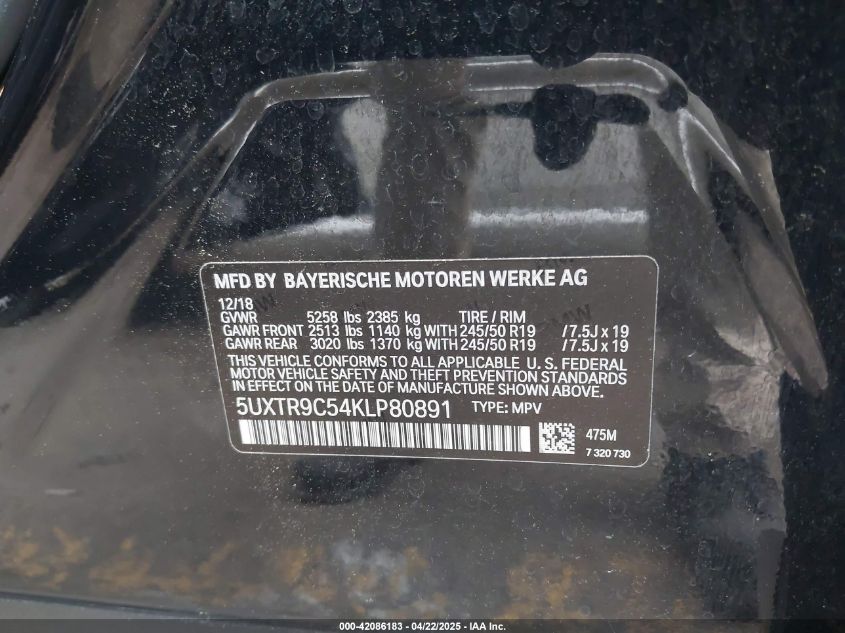 MFD BY BAYERISCHE MOTOREN WERKE AG
12/18
GVWR 5258 lbs 2385 kg TIRE / RIM
GAWR FRONT 2513 lbs 1140 kg WITH 245/50 R19 /7.5J x 19
GAWR REAR 3020 lbs 1370 kg WITH 245/50 R19 /7.5J x 19
THIS VEHICLE CONFORMS TO ALL APPLICABLE U. S. FEDERAL
MOTOR VEHICLE SAFETY AND THEFT PREVENTION STANDARDS
IN EFFECT ON THE DATE OF MANUFACTURE SHOWN ABOVE.
5UXTR9C54KLP80891 TYPE: MPV
475M
7 320 730
000-42086183 - 04/22/2025 - IAA Inc.